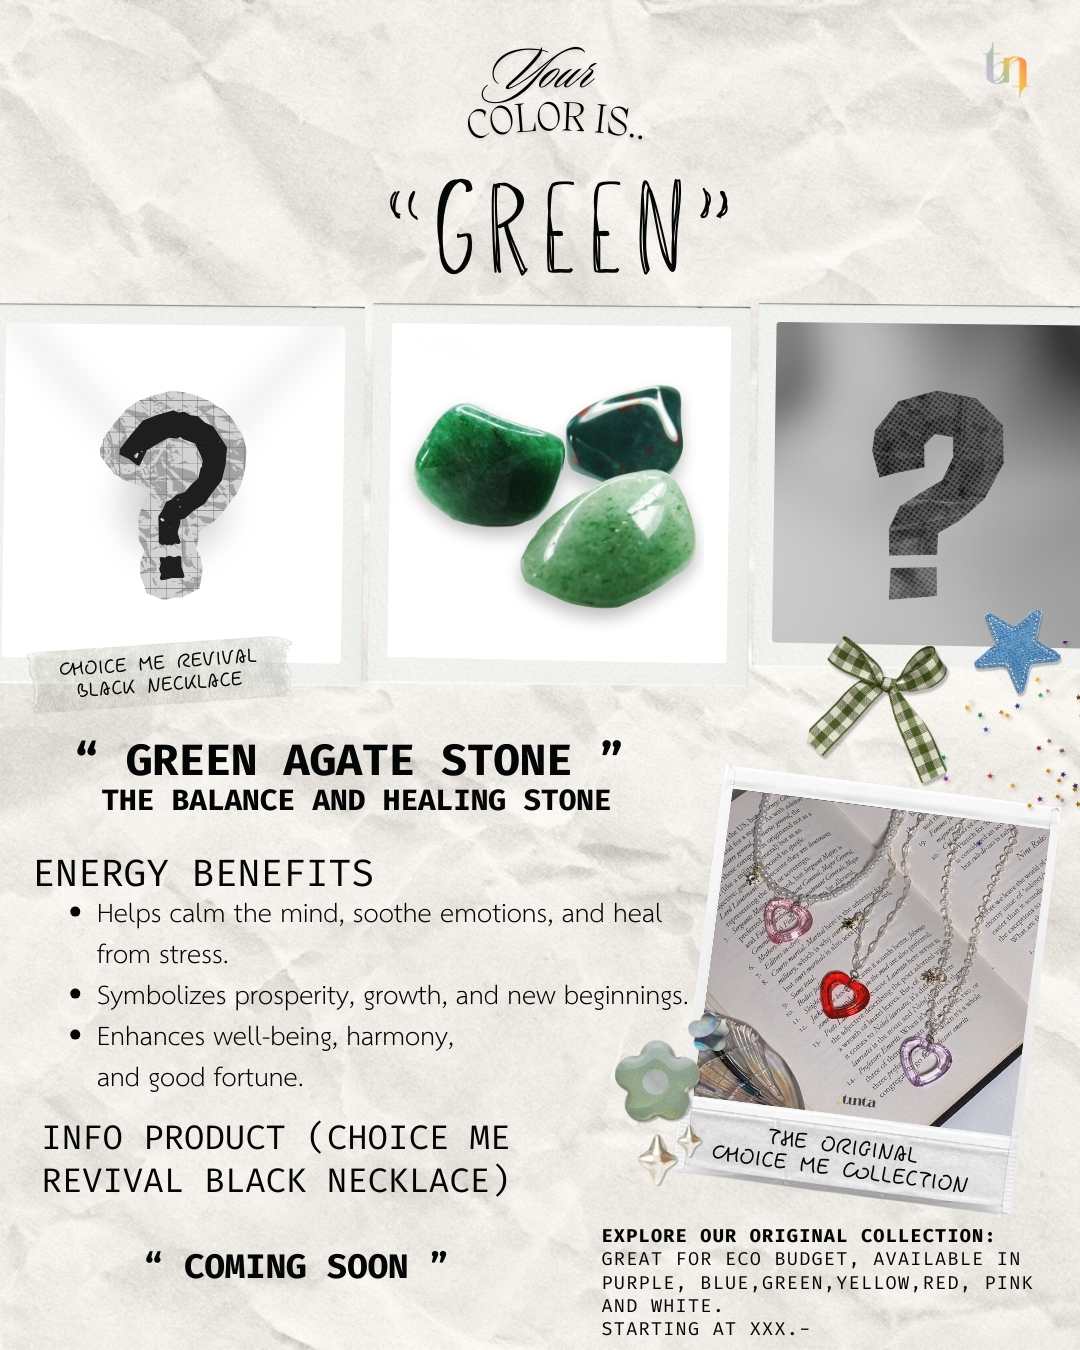 Your
COLOR IS..
tn
“GREEN”
CHOICE ME REVIVAL
BLACK NECKLACE
“ GREEN AGATE STONE ”
THE BALANCE AND HEALING STONE
ENERGY BENEFITS
• Helps calm the mind, soothe emotions, and heal
from stress.
• Symbolizes prosperity, growth, and new beginnings.
• Enhances well-being, harmony,
and good fortune.
.tunta
THE ORIGINAL
CHOICE ME COLLECTION
INFO PRODUCT (CHOICE ME
REVIVAL BLACK NECKLACE)
“ COMING SOON ”
EXPLORE OUR ORIGINAL COLLECTION:
GREAT FOR ECO BUDGET, AVAILABLE IN
PURPLE, BLUE,GREEN,YELLOW,RED, PINK
AND WHITE.
STARTING AT XXX.-